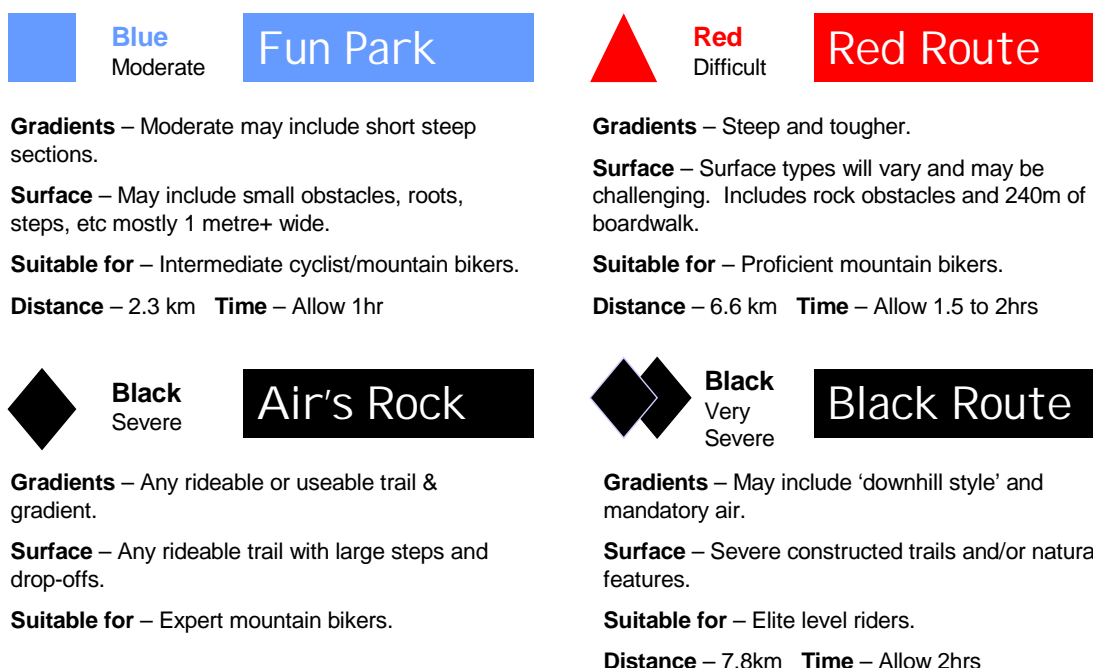 Blue
Moderate
Fun Park
Gradients – Moderate may include short steep
sections.
Surface – May include small obstacles, roots,
steps, etc mostly 1 metre+ wide.
Suitable for – Intermediate cyclist/mountain bikers.
Distance – 2.3 km Time – Allow 1hr
Red
Difficult
Red Route
Gradients – Steep and tougher.
Surface – Surface types will vary and may be
challenging. Includes rock obstacles and 240m of
boardwalk.
Suitable for – Proficient mountain bikers.
Distance – 6.6 km Time – Allow 1.5 to 2hrs
Black
Severe
Air's Rock
Gradients – Any rideable or useable trail &
gradient.
Surface – Any rideable trail with large steps and
drop-offs.
Suitable for – Expert mountain bikers.
Black
Very
Severe
Black Route
Gradients – May include ‘downhill style’ and
mandatory air.
Surface – Severe constructed trails and/or natura
features.
Suitable for – Elite level riders.
Distance – 7.8km Time – Allow 2hrs